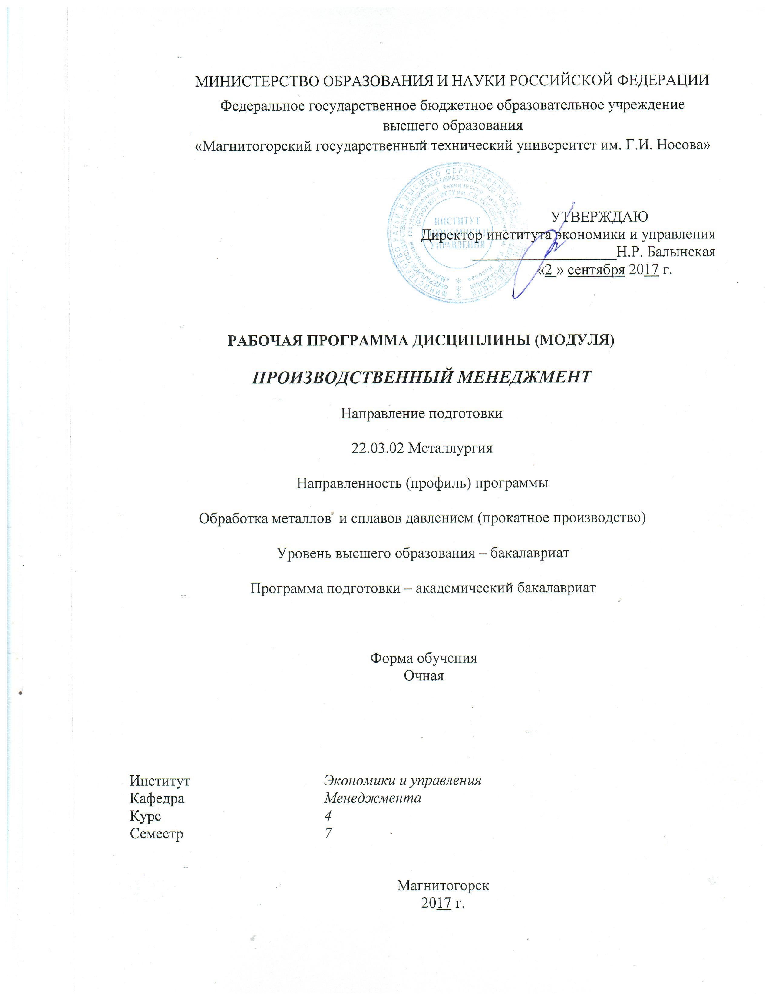 МИНИСТЕРСТВО ОБРАЗОВАНИЯ И НАУКИ РОССИЙСКОЙ ФЕДЕРАЦИИ
Федеральное государственное бюджетное образовательное учреждение
высшего образования
«Магнитогорский государственный технический университет им. Г.И. Носова»
МИНИСТЕРСТВО НАУКИ И ВЫСШЕГО ОБРАЗОВАНИЯ РОССИЙСКОЙ ФЕДЕРАЦИИ
ФЕДЕРАЛЬНОЕ ГОСУДАРСТВЕННОЕ БЮДЖЕТНОЕ ОБРАЗОВАТЕЛЬНОЕ УЧРЕЖДЕНИЕ ВЫСШЕГО ОБРАЗОВАНИЯ
«Магнитогорский государственный технический университет им. Г.И. Носова»
(ФГБОУ ВО «МГТУ им. Г.И. НОСОВА»)
ИНСТИТУТ
ЭКОНОМИКИ И
УПРАВЛЕНИЯ
УТВЕРЖДАЮ
Директор института экономики и управления
___________________Н.Р. Балынская
«2 » сентября 2017 г.
РАБОЧАЯ ПРОГРАММА ДИСЦИПЛИНЫ (МОДУЛЯ)
ПРОИЗВОДСТВЕННЫЙ МЕНЕДЖМЕНТ
Направление подготовки
22.03.02 Металлургия
Направленность (профиль) программы
Обработка металлов и сплавов давлением (прокатное производство)
Уровень высшего образования – бакалавриат
Программа подготовки – академический бакалавриат
Форма обучения
Очная
Институт Экономики и управления
Кафедра Менеджмента
Курс 4
Семестр 7
Магнитогорск
2017 г.